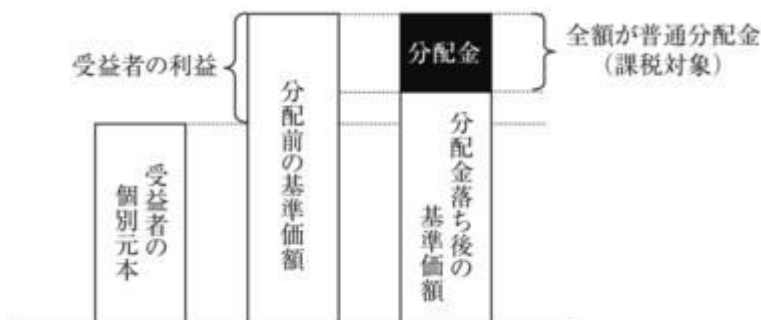 受益者の利益
分配金
全額が普通分配金
（課税対象）
受益者の
個別元本
分配前の基準価額
分配金落ち後の
基準価額